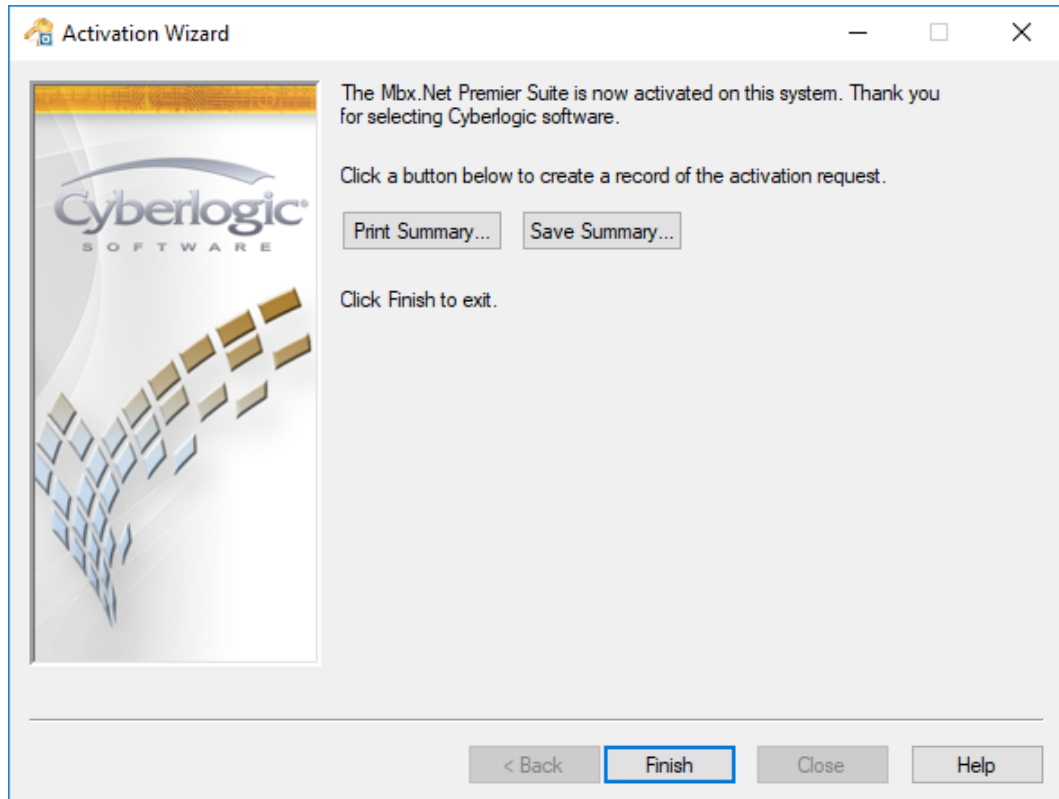 Activation Wizard
The Mbx.Net Premier Suite is now activated on this system. Thank you
for selecting Cyberlogic software.
Click a button below to create a record of the activation request.
Cyberlogic®
SOFTWARE
Print Summary...
Save Summary...
Click Finish to exit.
< Back
Finish
Close
Help